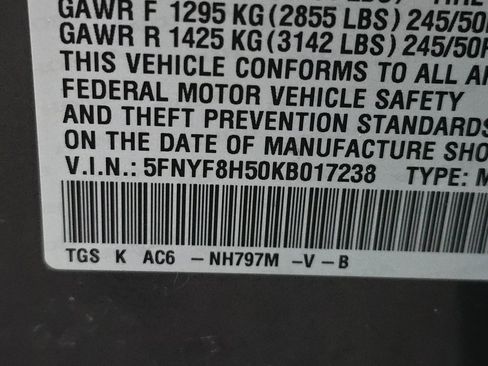 GAWR F 1295 KG (2855 LBS) 245/50
GAWR R 1425 KG (3142 LBS) 245/50
THIS VEHICLE CONFORMS TO ALL
FEDERAL MOTOR VEHICLE SAFETY
AND THEFT PREVENTION STANDARDS
ON THE DATE OF MANUFACTURE SHO
V.I.N.: 5FNYF8H50KB017238 TYPE: M
TGS K AC6 – NH797M –V –B